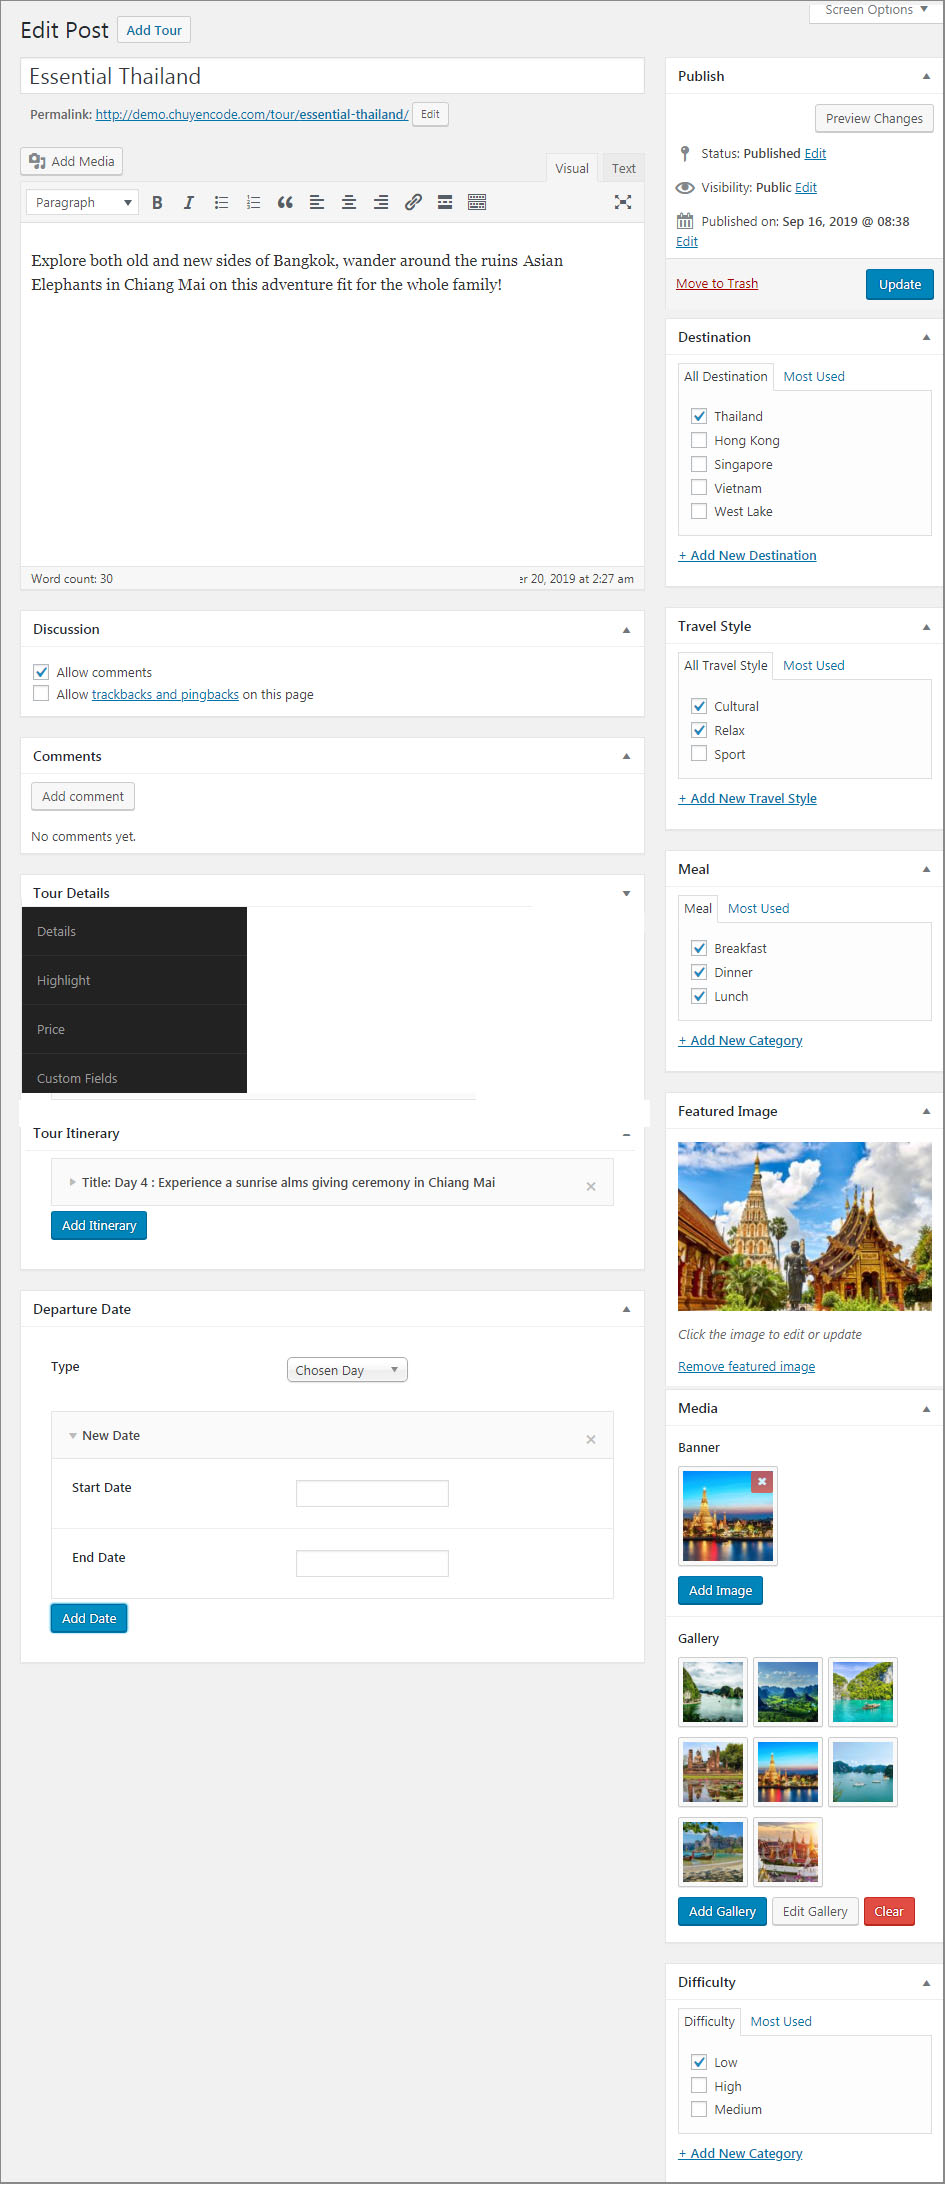 Screen Options
Edit Post Add Tour
Essential Thailand
Permalink: http://demo.chuyencode.com/tour/essential-thailand/ Edit
Add Media
Visual Text
Paragraph
Explore both old and new sides of Bangkok, wander around the ruins Asian
Elephants in Chiang Mai on this adventure fit for the whole family!
Word count: 30
er 20, 2019 at 2:27 am
Discussion
Allow comments
Allow trackbacks and pingbacks on this page
Comments
Add comment
No comments yet.
Tour Details
Details
Highlight
Price
Custom Fields
Tour Itinerary
Title: Day 4 : Experience a sunrise alms giving ceremony in Chiang Mai
Add Itinerary
Departure Date
Type Chosen Day
New Date
Start Date
End Date
Add Date
Publish
Preview Changes
Status: Published Edit
Visibility: Public Edit
Published on: Sep 16, 2019 @ 08:38
Edit
Move to Trash Update
Destination
All Destination Most Used
Thailand
Hong Kong
Singapore
Vietnam
West Lake
+ Add New Destination
Travel Style
All Travel Style Most Used
Cultural
Relax
Sport
+ Add New Travel Style
Meal
Meal Most Used
Breakfast
Dinner
Lunch
+ Add New Category
Featured Image
Click the image to edit or update
Remove featured image
Media
Banner
Add Image
Gallery
Add Gallery Edit Gallery Clear
Difficulty
Difficulty Most Used
Low
High
Medium
+ Add New Category